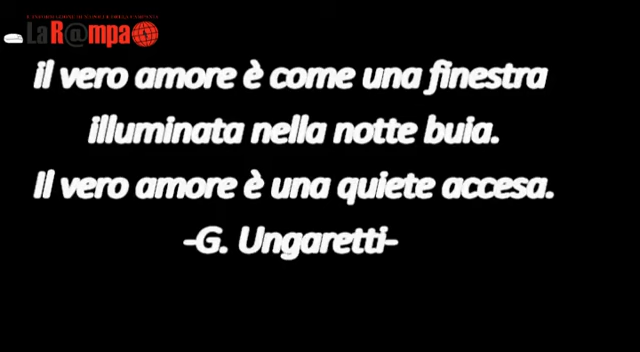 LaR@mpa
il vero amore è come una finestra
illuminata nella notte buia.
Il vero amore è una quiete accesa.
-G. Ungaretti-